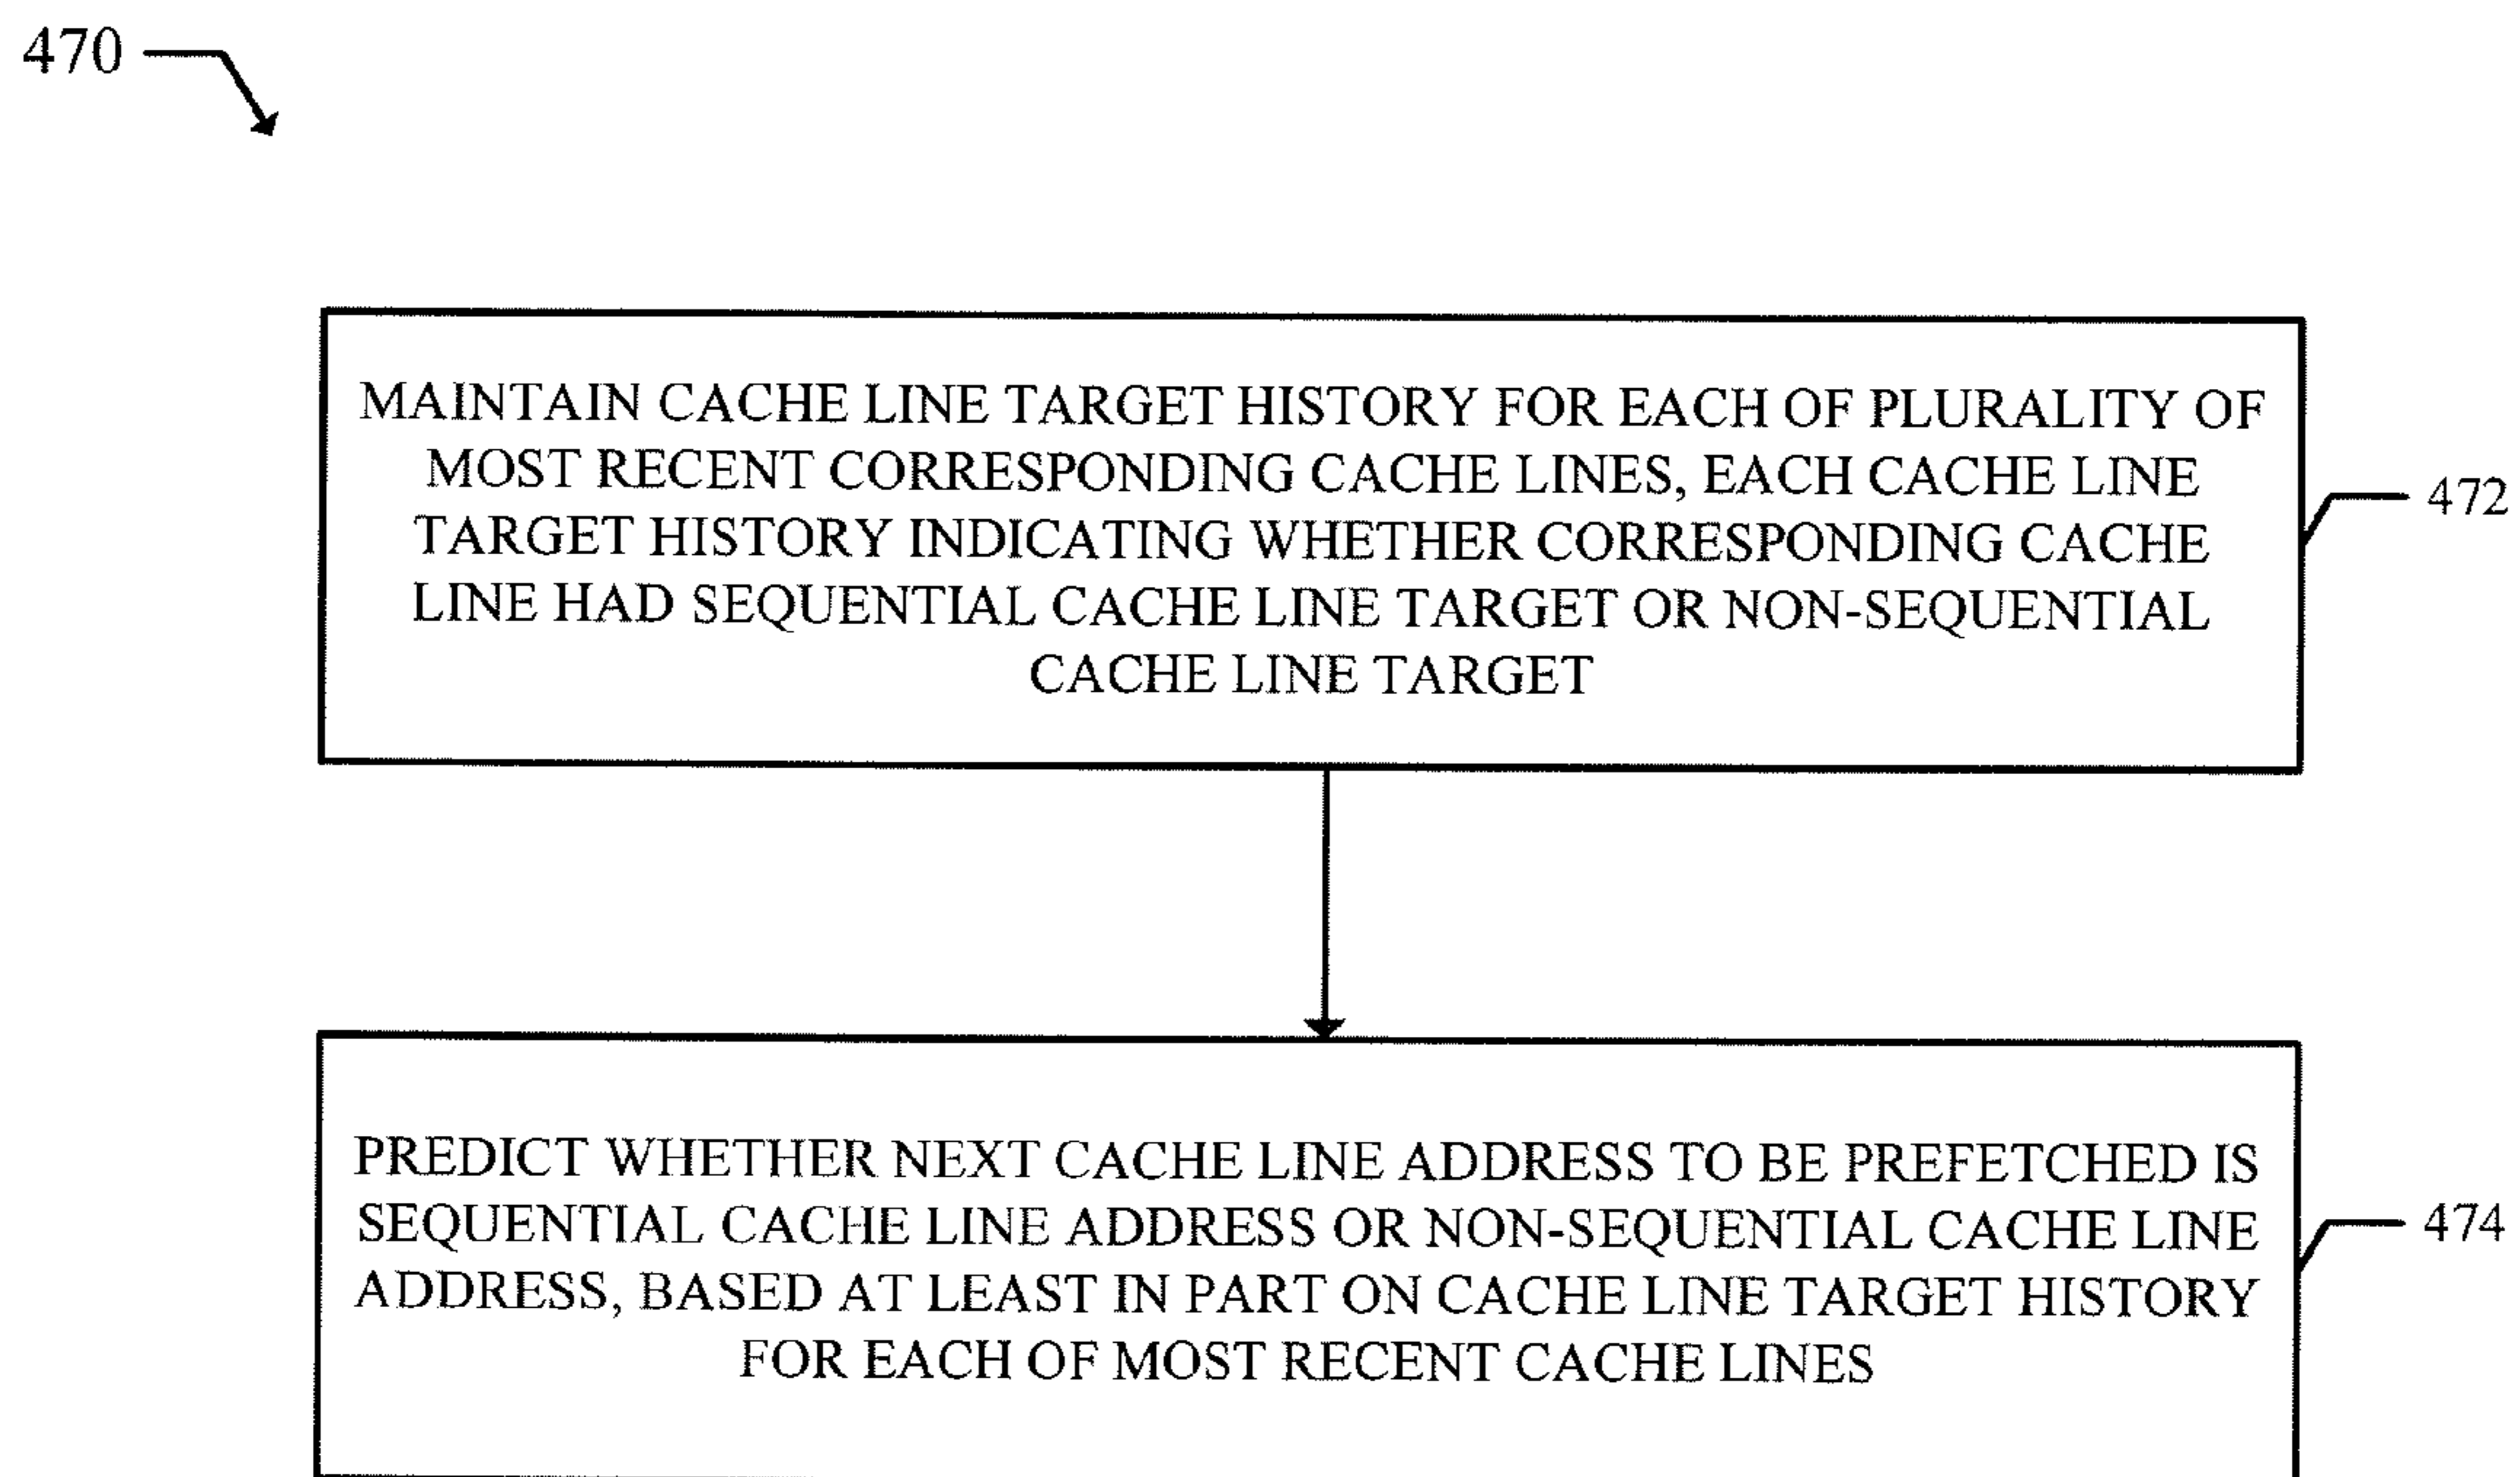 470
MAINTAIN CACHE LINE TARGET HISTORY FOR EACH OF PLURALITY OF
MOST RECENT CORRESPONDING CACHE LINES, EACH CACHE LINE
TARGET HISTORY INDICATING WHETHER CORRESPONDING CACHE
LINE HAD SEQUENTIAL CACHE LINE TARGET OR NON-SEQUENTIAL
CACHE LINE TARGET
472
PREDICT WHETHER NEXT CACHE LINE ADDRESS TO BE PREFETCHED IS
SEQUENTIAL CACHE LINE ADDRESS OR NON-SEQUENTIAL CACHE LINE
ADDRESS, BASED AT LEAST IN PART ON CACHE LINE TARGET HISTORY
FOR EACH OF MOST RECENT CACHE LINES
474